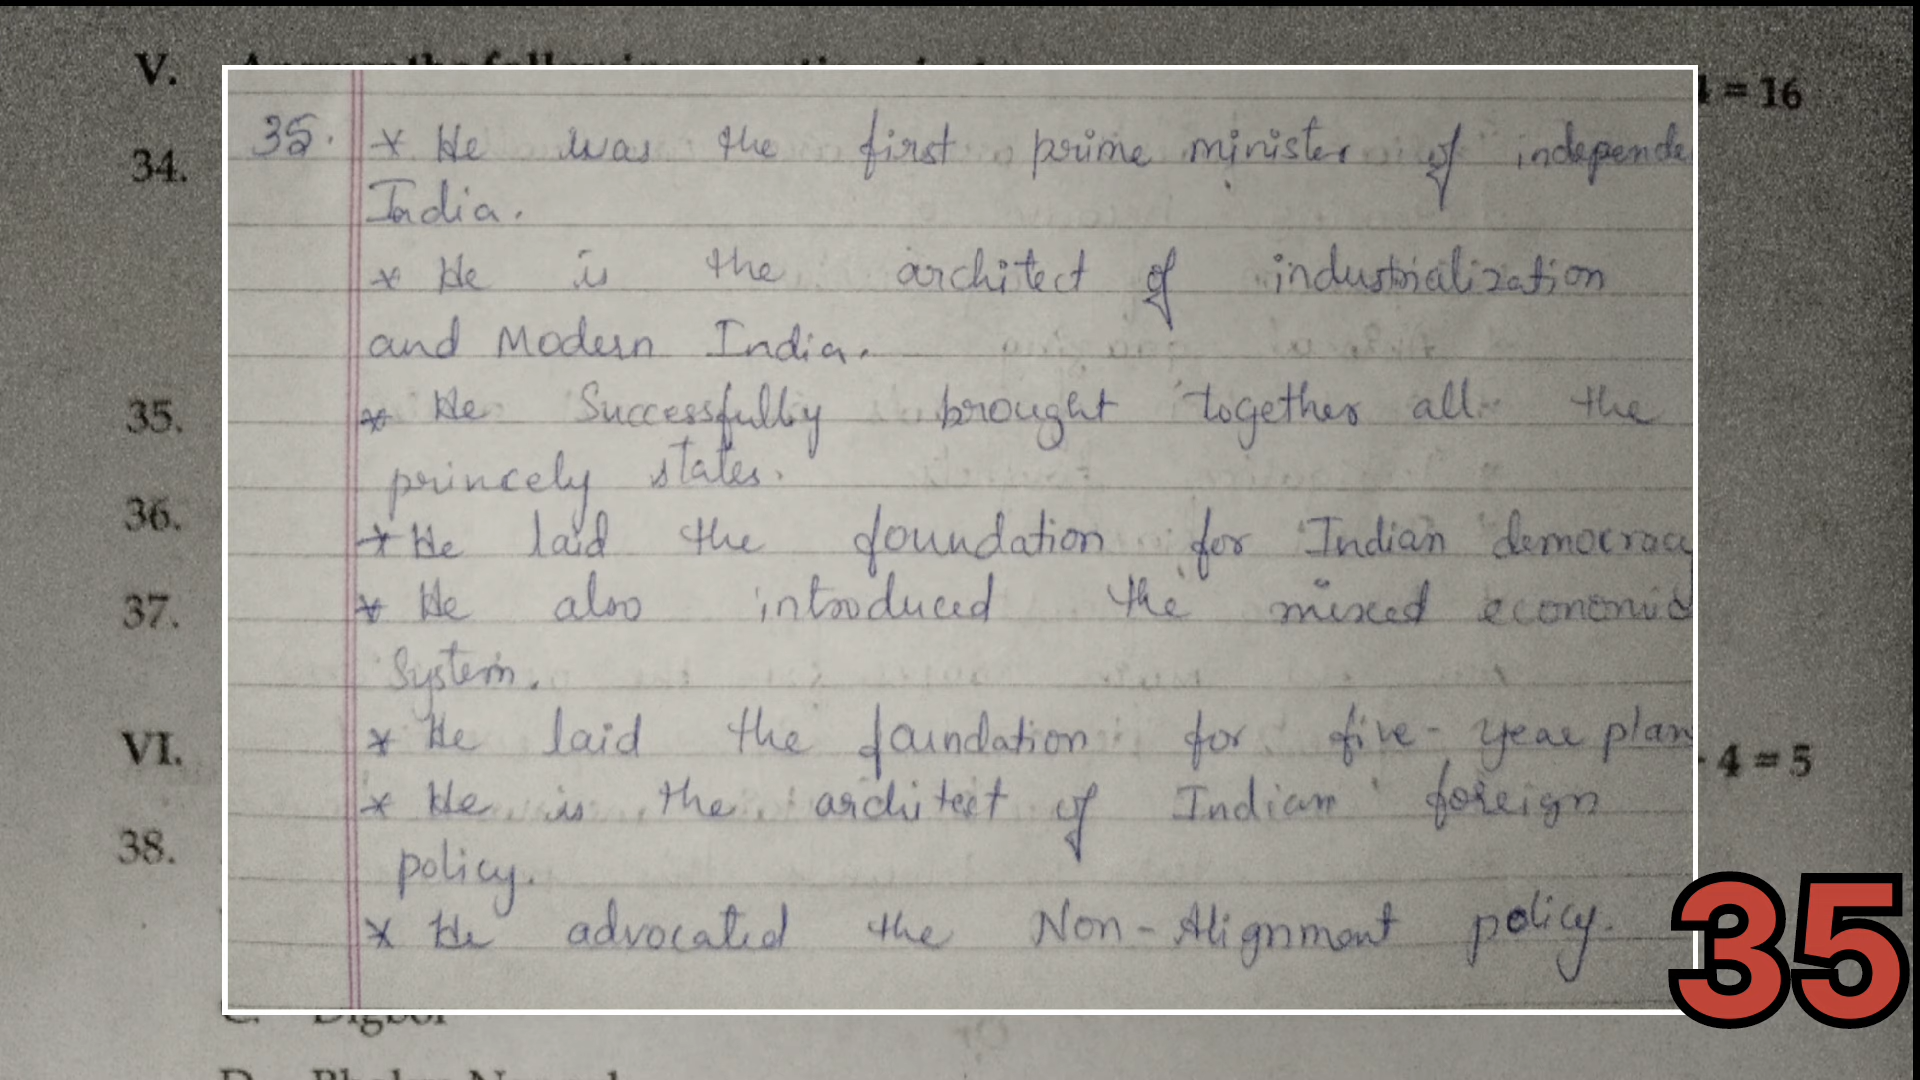 V.
4 = 16
34.
35. * He was the first prime minister of independe
India.
* He is the architect of industrialization
and Modern India.
35.
* He Successfully brought together all the
princely states.
36.
* He laid the foundation for Indian democrac
37.
* He also introduced the mixed economic
System.
* He laid the foundation for five-year plan
VI.
4 = 5
* He is the architect of Indian foreign
38.
policy.
* He advocated the Non-Alignment policy.
35
C. Digboi